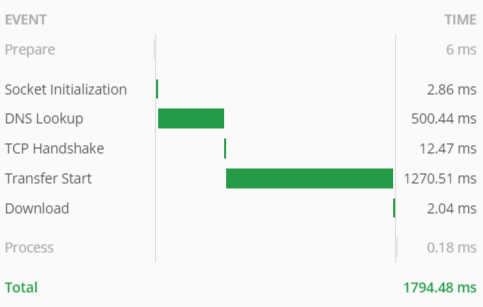 EVENT TIME
Prepare 6 ms
Socket Initialization 2.86 ms
DNS Lookup 500.44 ms
TCP Handshake 12.47 ms
Transfer Start 1270.51 ms
Download 2.04 ms
Process 0.18 ms
Total 1794.48 ms